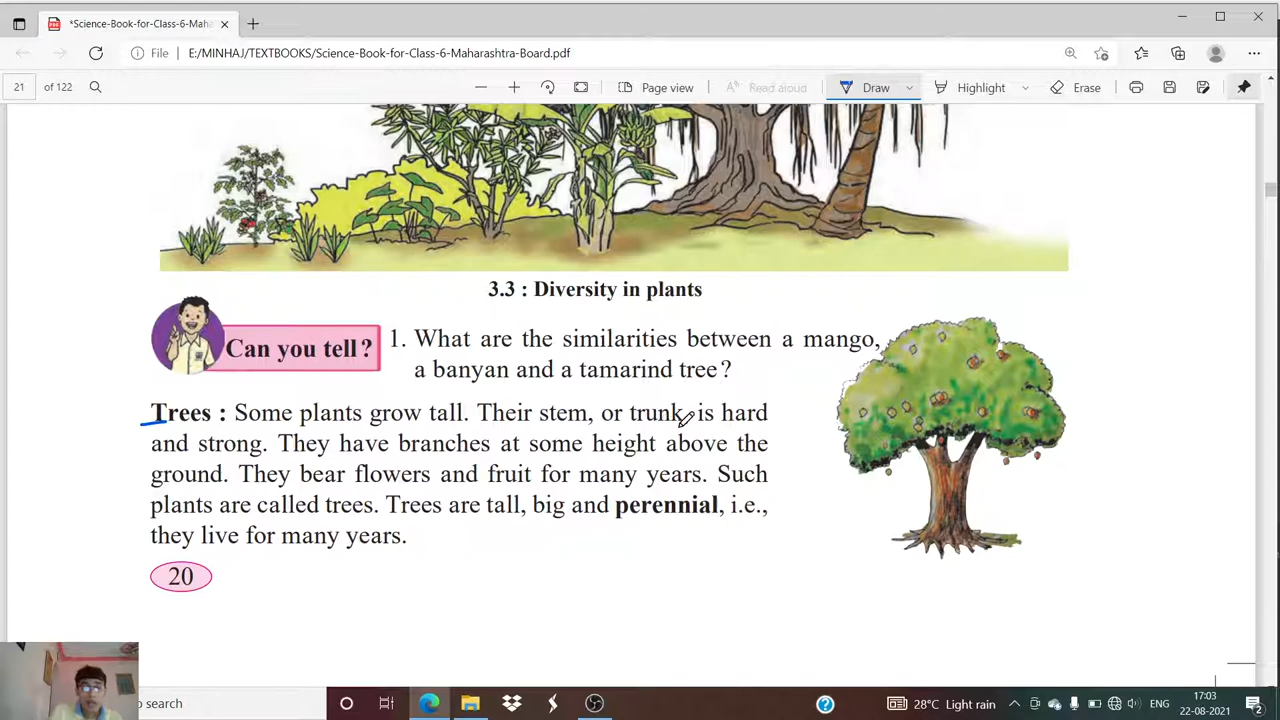 *Science-Book-for-Class-6-Maha
File E:/MINHAJ/TEXTBOOKS/Science-Book-for-Class-6-Maharashtra-Board.pdf
21 of 122 Page view Read aloud Draw Highlight Erase
3.3 : Diversity in plants
Can you tell?
1. What are the similarities between a mango,
a banyan and a tamarind tree?
Trees : Some plants grow tall. Their stem, or trunk is hard
and strong. They have branches at some height above the
ground. They bear flowers and fruit for many years. Such
plants are called trees. Trees are tall, big and perennial, i.e.,
they live for many years.
20
o search 28°C Light rain ENG 17:03
22-08-2021 2